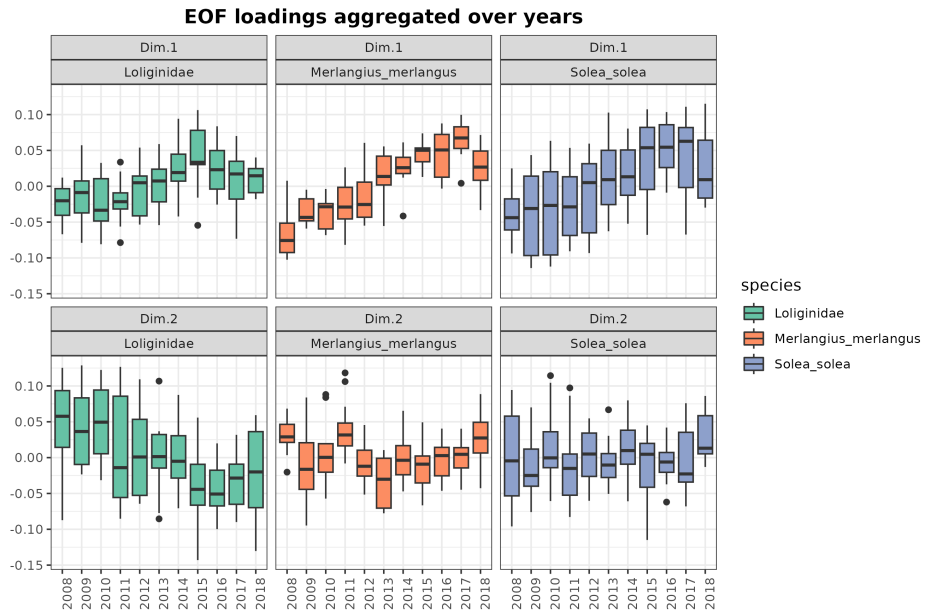 EOF loadings aggregated over years
Dim.1 Dim.1 Dim.1
Loliginidae Merlangius_merlangus Solea_solea
0.10
0.05
0.00
-0.05
-0.10
-0.15
Dim.2 Dim.2 Dim.2
Loliginidae Merlangius_merlangus Solea_solea
0.10
0.05
0.00
-0.05
-0.10
-0.15
2008 2009 2010 2011 2012 2013 2014 2015 2016 2017 2018 2008 2009 2010 2011 2012 2013 2014 2015 2016 2017 2018 2008 2009 2010 2011 2012 2013 2014 2015 2016 2017 2018
species
Loliginidae
Merlangius_merlangus
Solea_solea